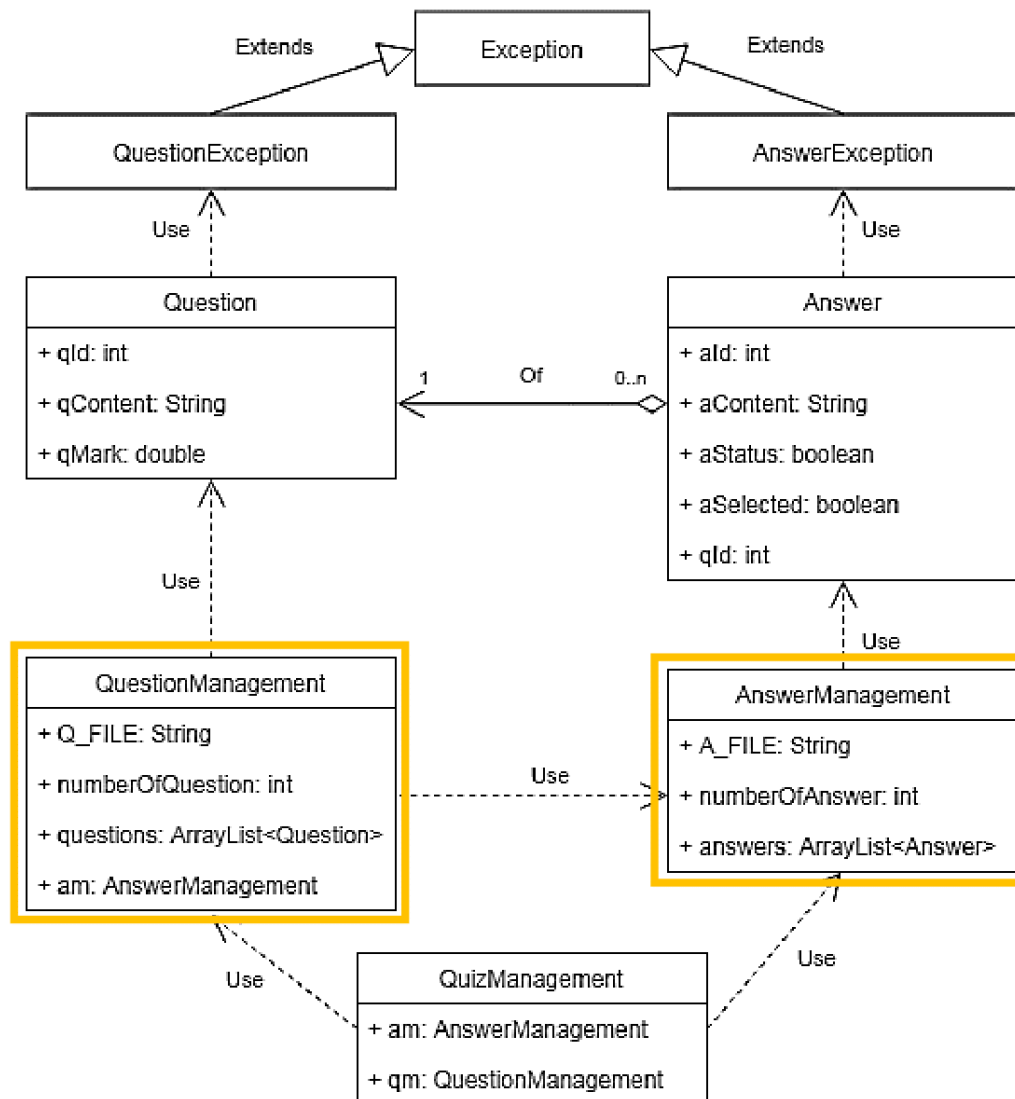 Exception
Extends
Extends
QuestionException
AnswerException
Use
Use
Question
+ qId: int
+ qContent: String
+ qMark: double
1
Of
0..n
Answer
+ aId: int
+ aContent: String
+ aStatus: boolean
+ aSelected: boolean
+ qId: int
Use
Use
QuestionManagement
+ Q_FILE: String
+ numberOfQuestion: int
+ questions: ArrayList<Question>
+ am: AnswerManagement
Use
AnswerManagement
+ A_FILE: String
+ numberOfAnswer: int
+ answers: ArrayList<Answer>
Use
Use
QuizManagement
+ am: AnswerManagement
+ qm: QuestionManagement